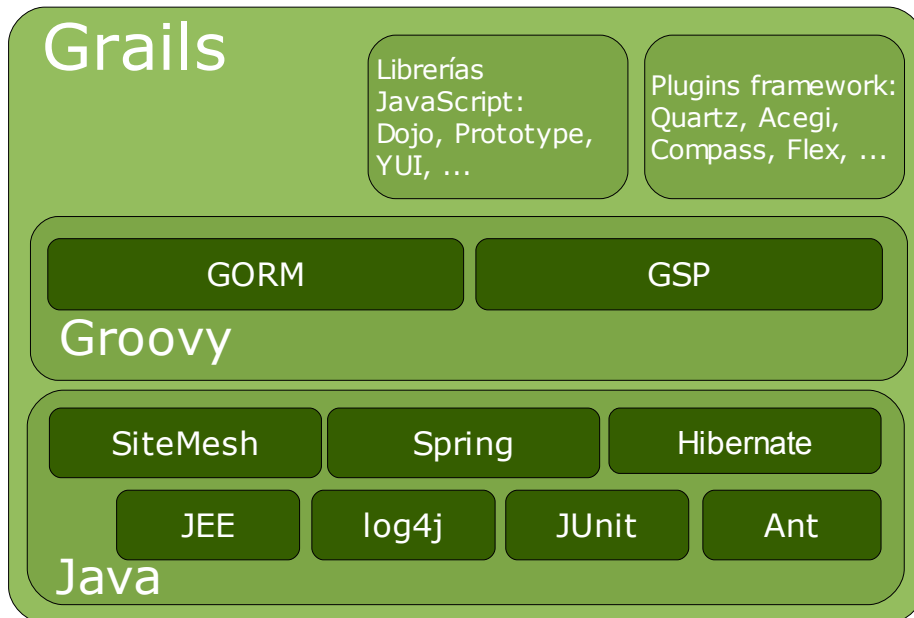 Grails
Librerías
JavaScript:
Dojo, Prototype,
YUI, ...
Plugins framework:
Quartz, Acegi,
Compass, Flex, ...
GORM
GSP
Groovy
SiteMesh
Spring
Hibernate
JEE
log4j
JUnit
Ant
Java